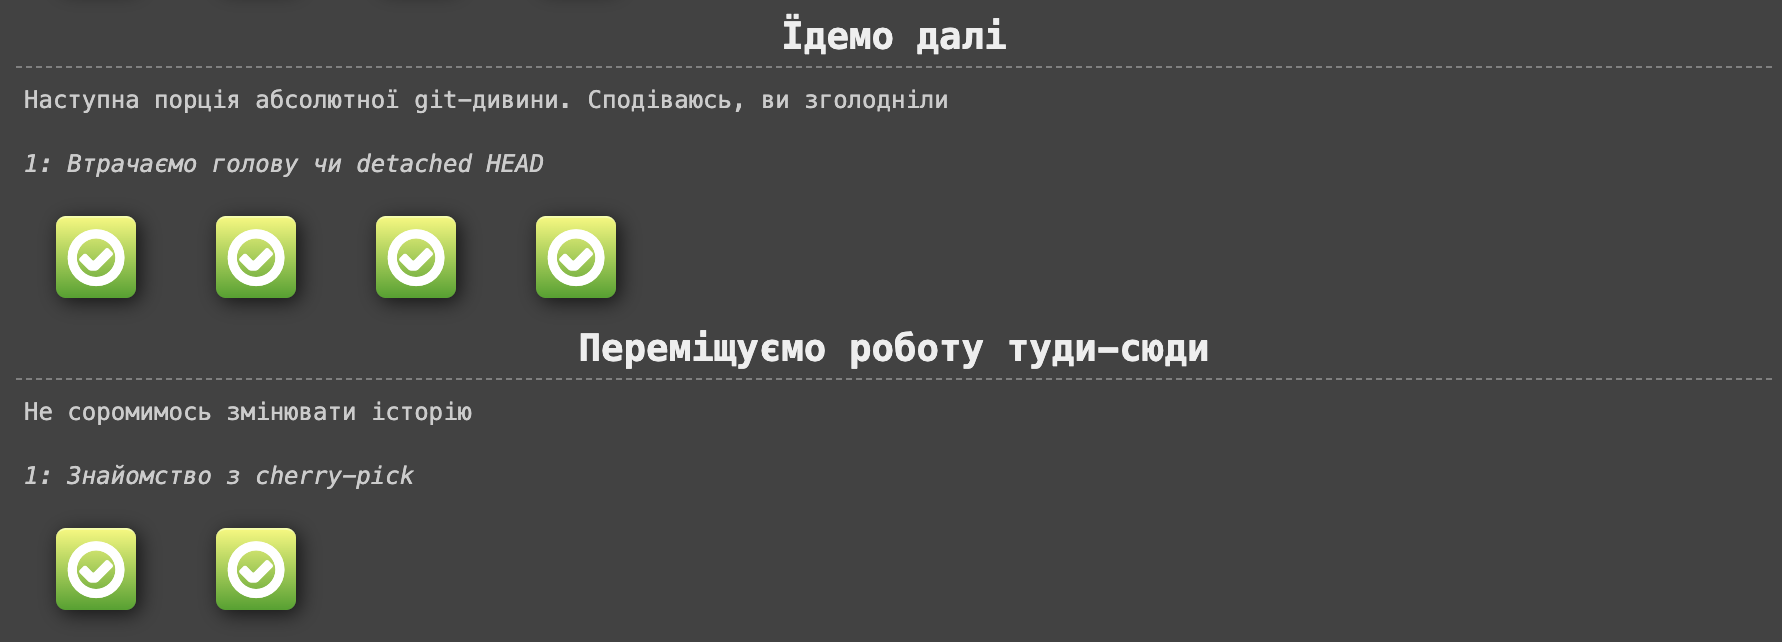 Їдемо далі
Наступна порція абсолютної git-дивини. Сподіваюсь, ви зголодніли
1: Втрачаємо голову чи detached HEAD
Переміщуємо роботу туди-сюди
Не соромимось змінювати історію
1: Знайомство з cherry-pick